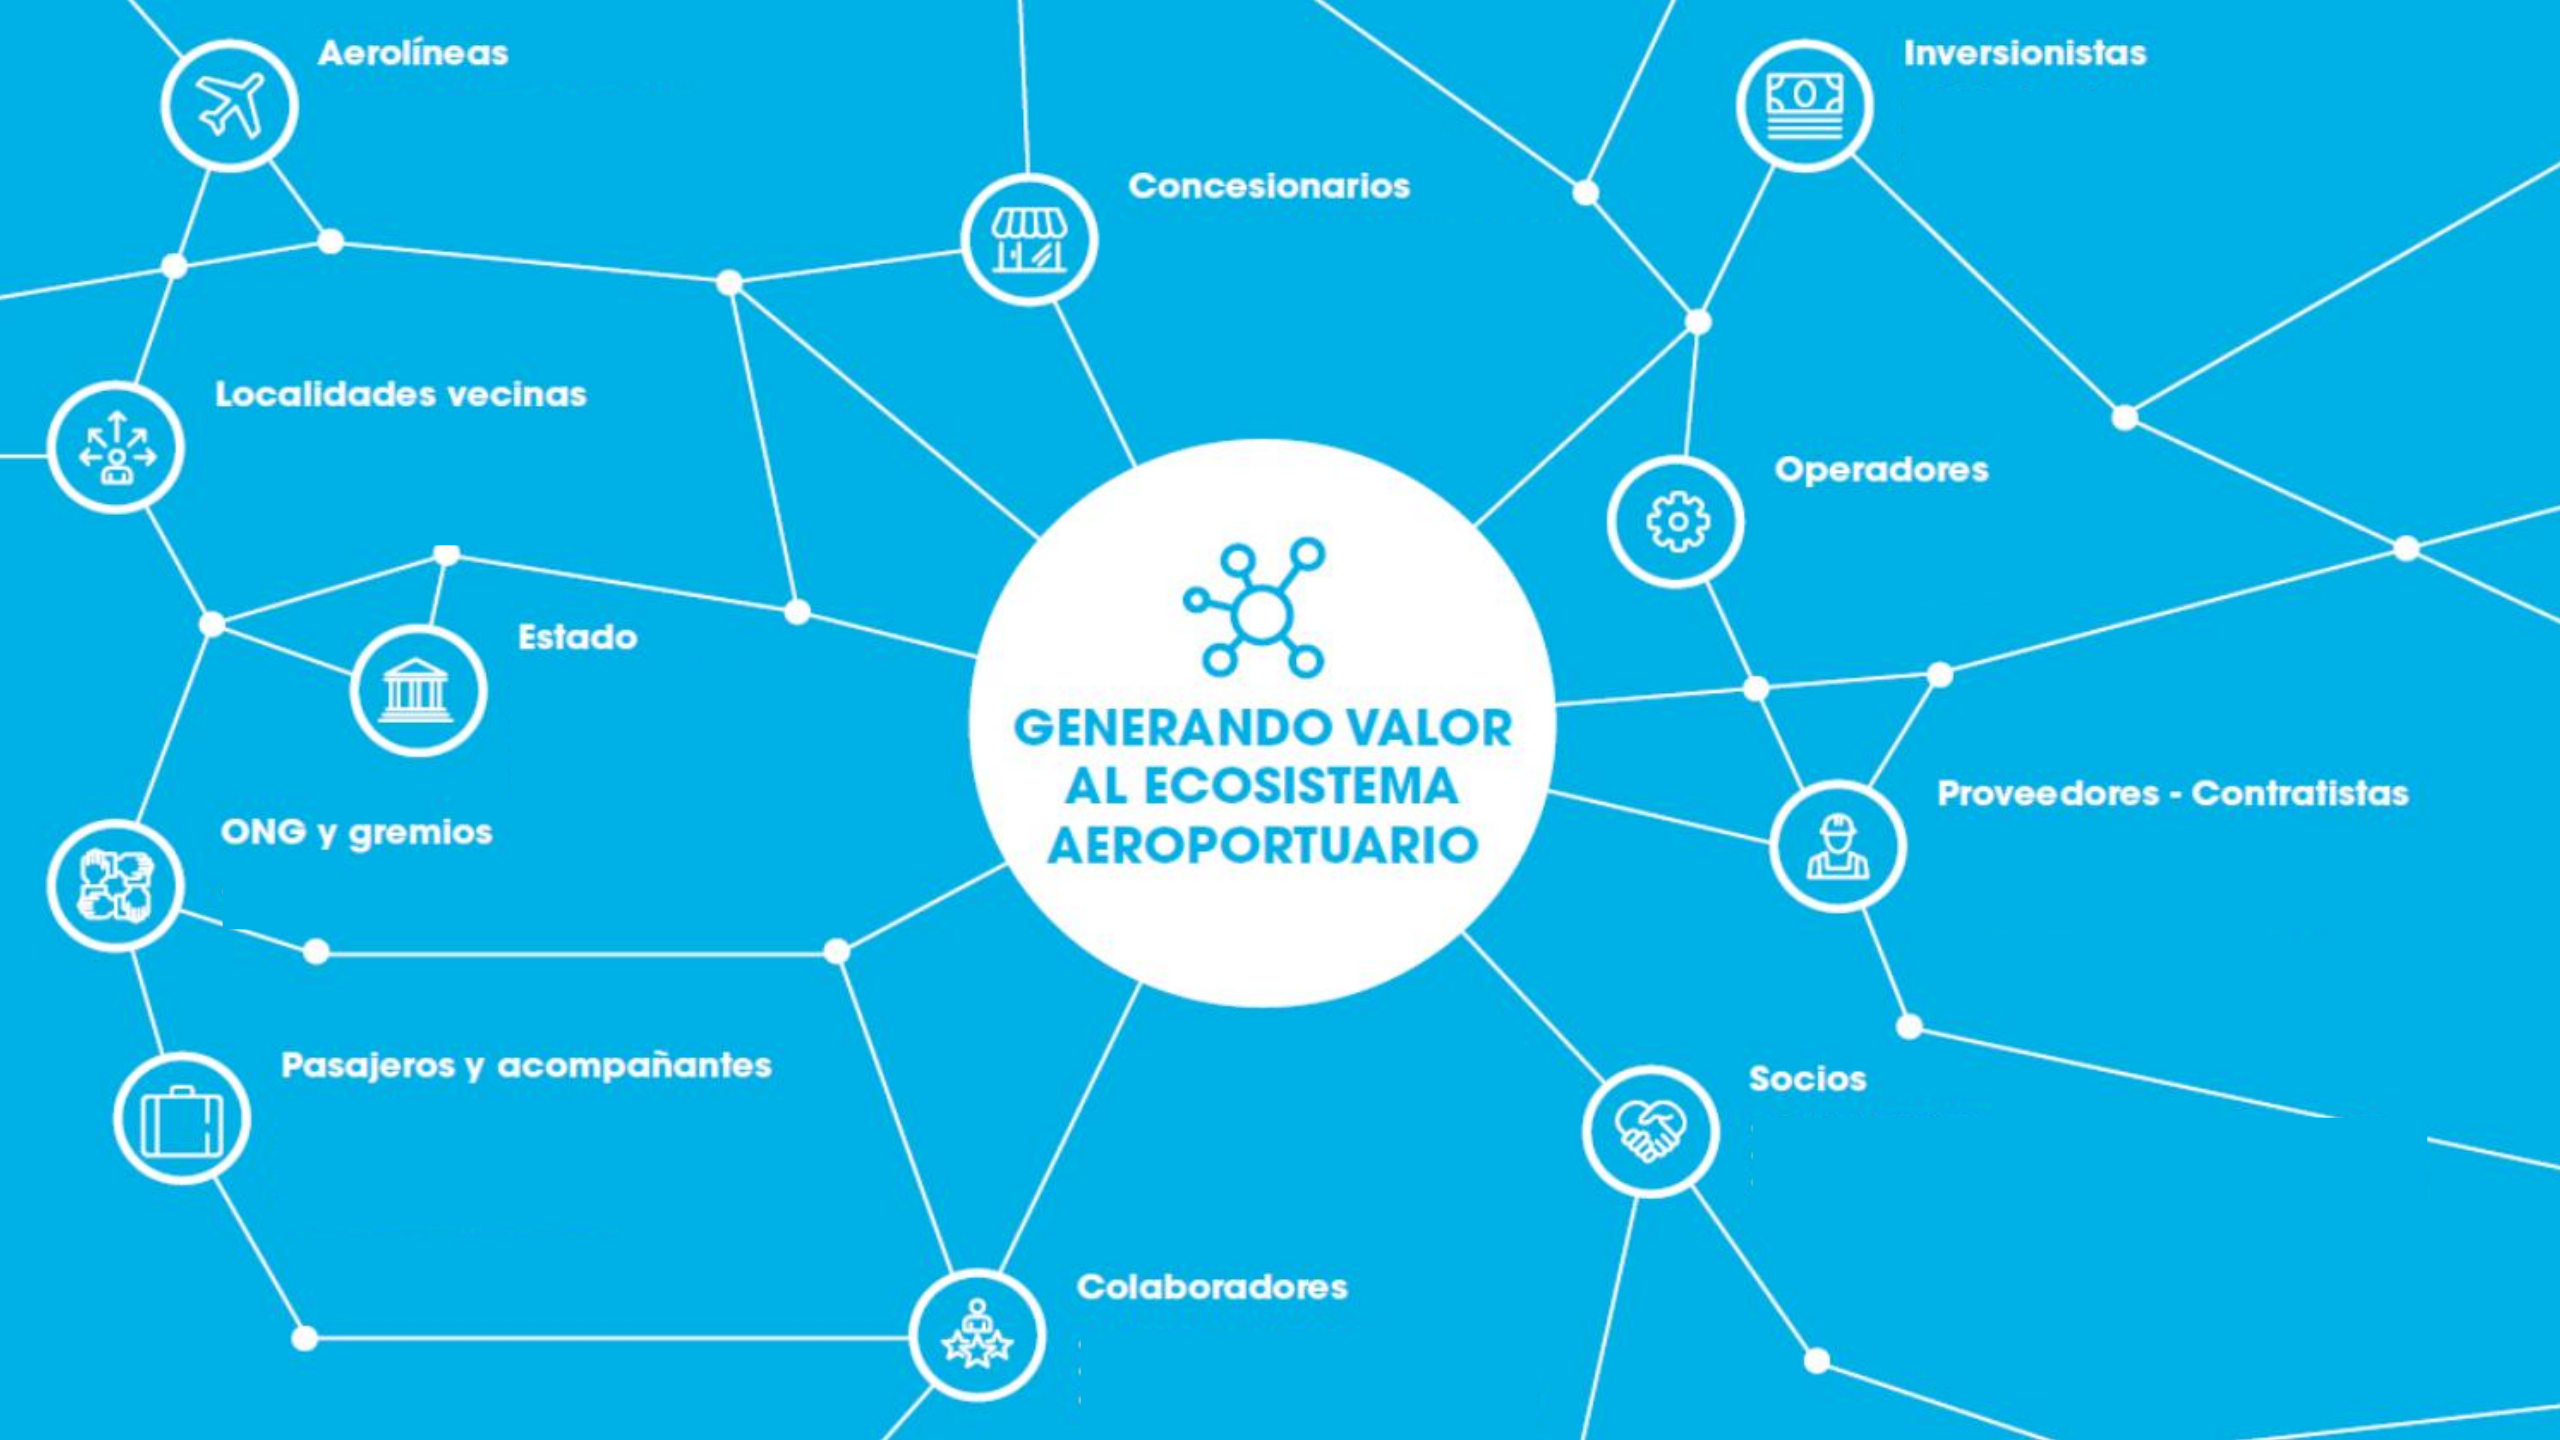 Aerolíneas
Inversionistas
Concesionarios
Localidades vecinas
Operadores
Estado
GENERANDO VALOR
AL ECOSISTEMA
AEROPORTUARIO
Proveedores - Contratistas
ONG y gremios
Pasajeros y acompañantes
Socios
Colaboradores